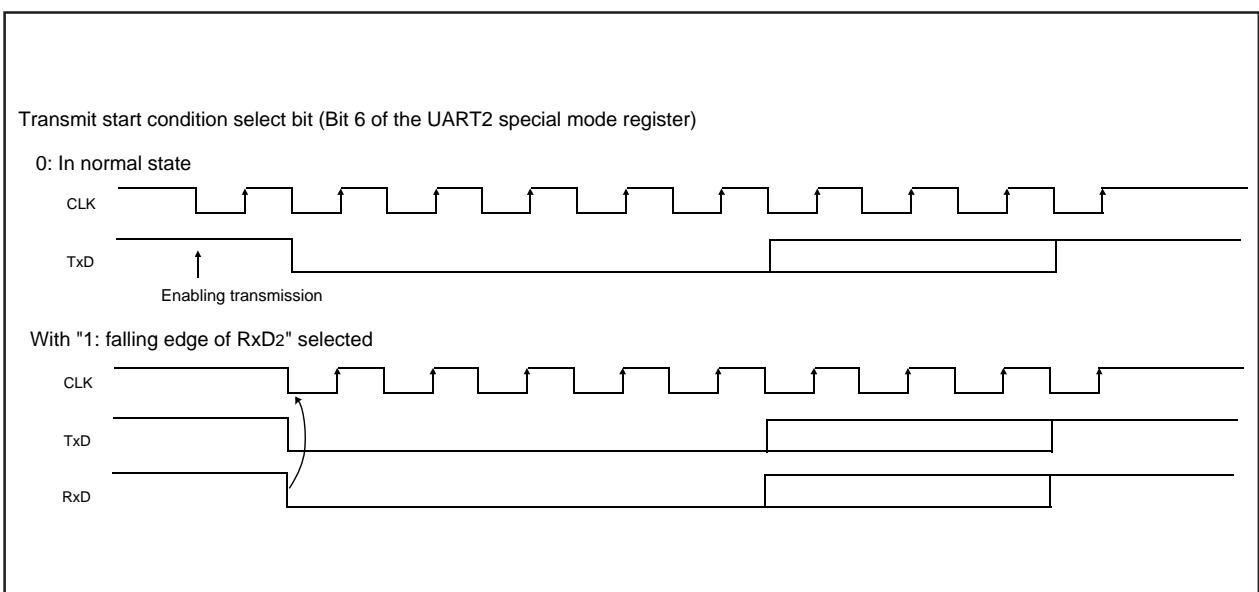 Transmit start condition select bit (Bit 6 of the UART2 special mode register)
0: In normal state
CLK
TxD
Enabling transmission
With "1: falling edge of RxD2" selected
CLK
TxD
RxD